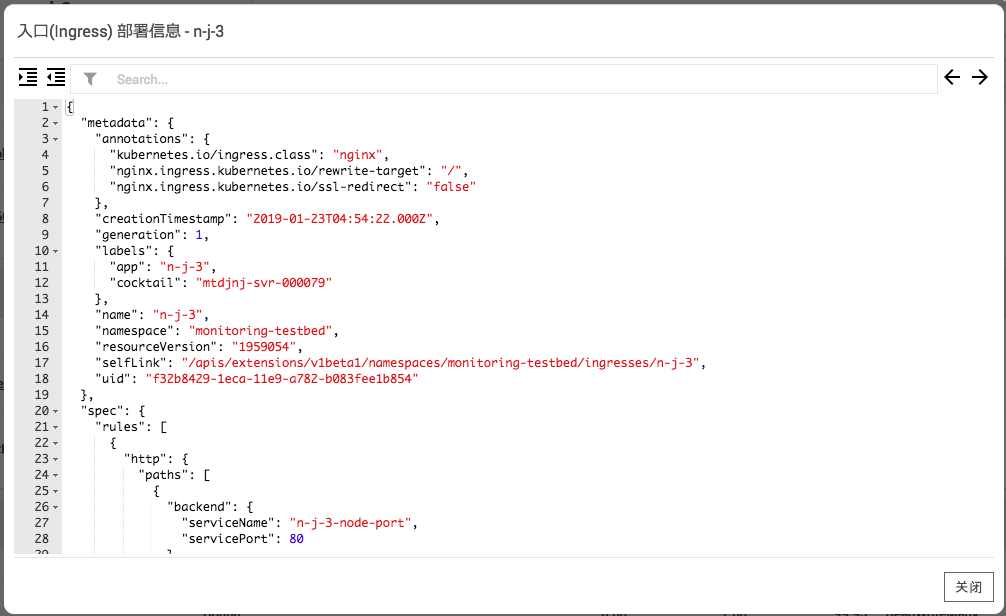 入口(Ingress) 部署信息 - n-j-3
Search...
1 {
2 "metadata": {
3 "annotations": {
4 "kubernetes.io/ingress.class": "nginx",
5 "nginx.ingress.kubernetes.io/rewrite-target": "/",
6 "nginx.ingress.kubernetes.io/ssl-redirect": "false"
7 },
8 "creationTimestamp": "2019-01-23T04:54:22.000Z",
9 "generation": 1,
10 "labels": {
11 "app": "n-j-3",
12 "cocktail": "mtdjnj-svr-000079"
13 },
14 "name": "n-j-3",
15 "namespace": "monitoring-testbed",
16 "resourceVersion": "1959054",
17 "selfLink": "/apis/extensions/v1beta1/namespaces/monitoring-testbed/ingresses/n-j-3",
18 "uid": "f32b8429-1eca-11e9-a782-b083fee1b854"
19 },
20 "spec": {
21 "rules": [
22 {
23 "http": {
24 "paths": [
25 {
26 "backend": {
27 "serviceName": "n-j-3-node-port",
28 "servicePort": 80
29 }
关闭